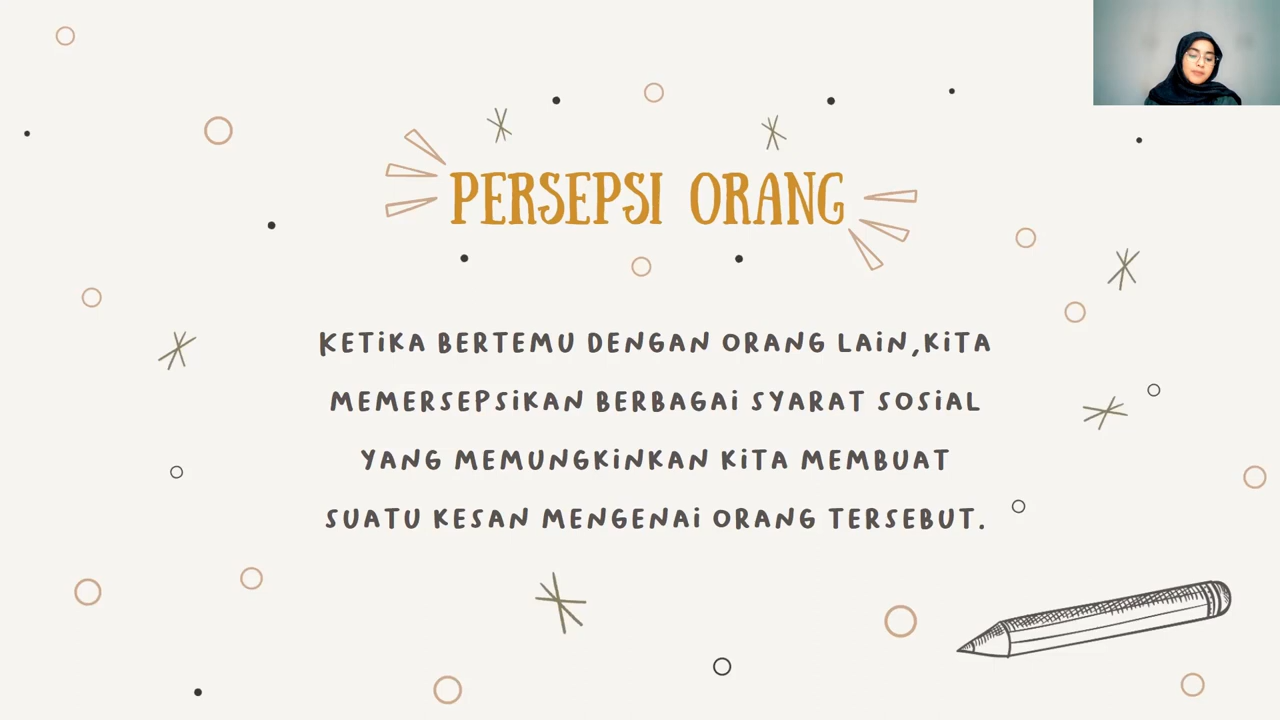 PERSEPSI ORANG
KETIKA BERTEMU DENGAN ORANG LAIN,KITA
MEMERSEPSIKAN BERBAGAI SYARAT SOSIAL
YANG MEMUNGKINKAN KITA MEMBUAT
SUATU KESAN MENGENAI ORANG TERSEBUT.